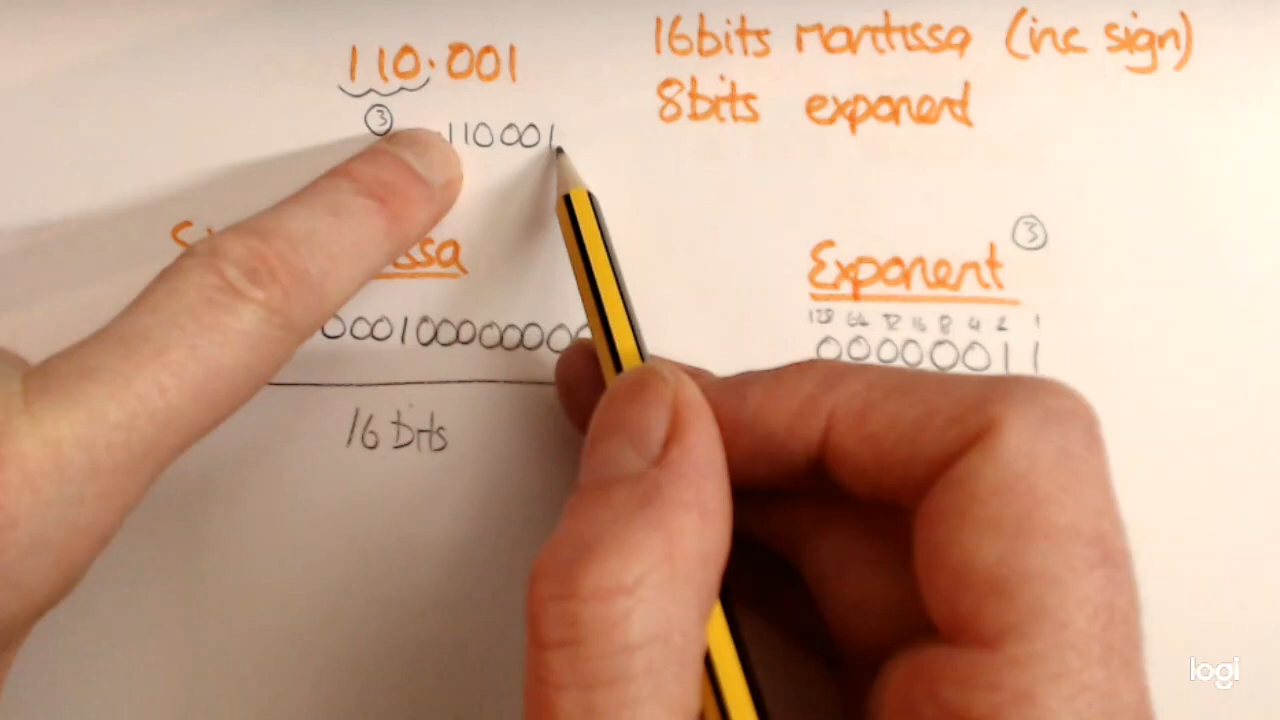 110.001
16bits mantissa (inc sign)
8bits exponent
3
.110001
3
Exponent
128 64 32 16 8 4 2 1
00000011
16 bits
logi